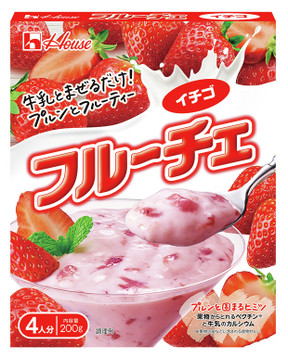 ハウス
House
牛乳とまぜるだけ!
プルンとフルーティー
イチゴ
フルーチェ
プルンと固まるヒミツ
果物からとれるペクチン※
と牛乳のカルシウム
4人分
内容量
200g
調理例